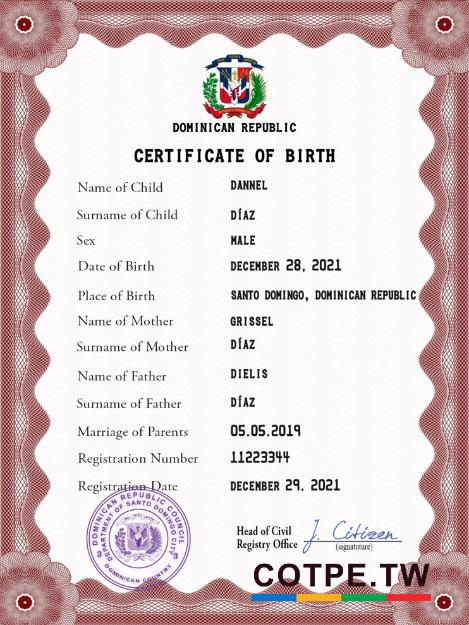 DOMINICAN REPUBLIC
CERTIFICATE OF BIRTH
Name of Child DANNEL
Surname of Child DÍAZ
Sex MALE
Date of Birth DECEMBER 28, 2021
Place of Birth SANTO DOMINGO, DOMINICAN REPUBLIC
Name of Mother GRISSEL
Surname of Mother DÍAZ
Name of Father DIELIS
Surname of Father DÍAZ
Marriage of Parents 05.05.2019
Registration Number 11223344
Registration Date DECEMBER 29. 2021
DOMINICAN REPUBLIC COUNCIL
DEPARTMENT OF SANTO DOMINGO CITY
DOMINICAN COUNTRY
Head of Civil
Registry Office J. Citizen
(signature)
COTPE.TW